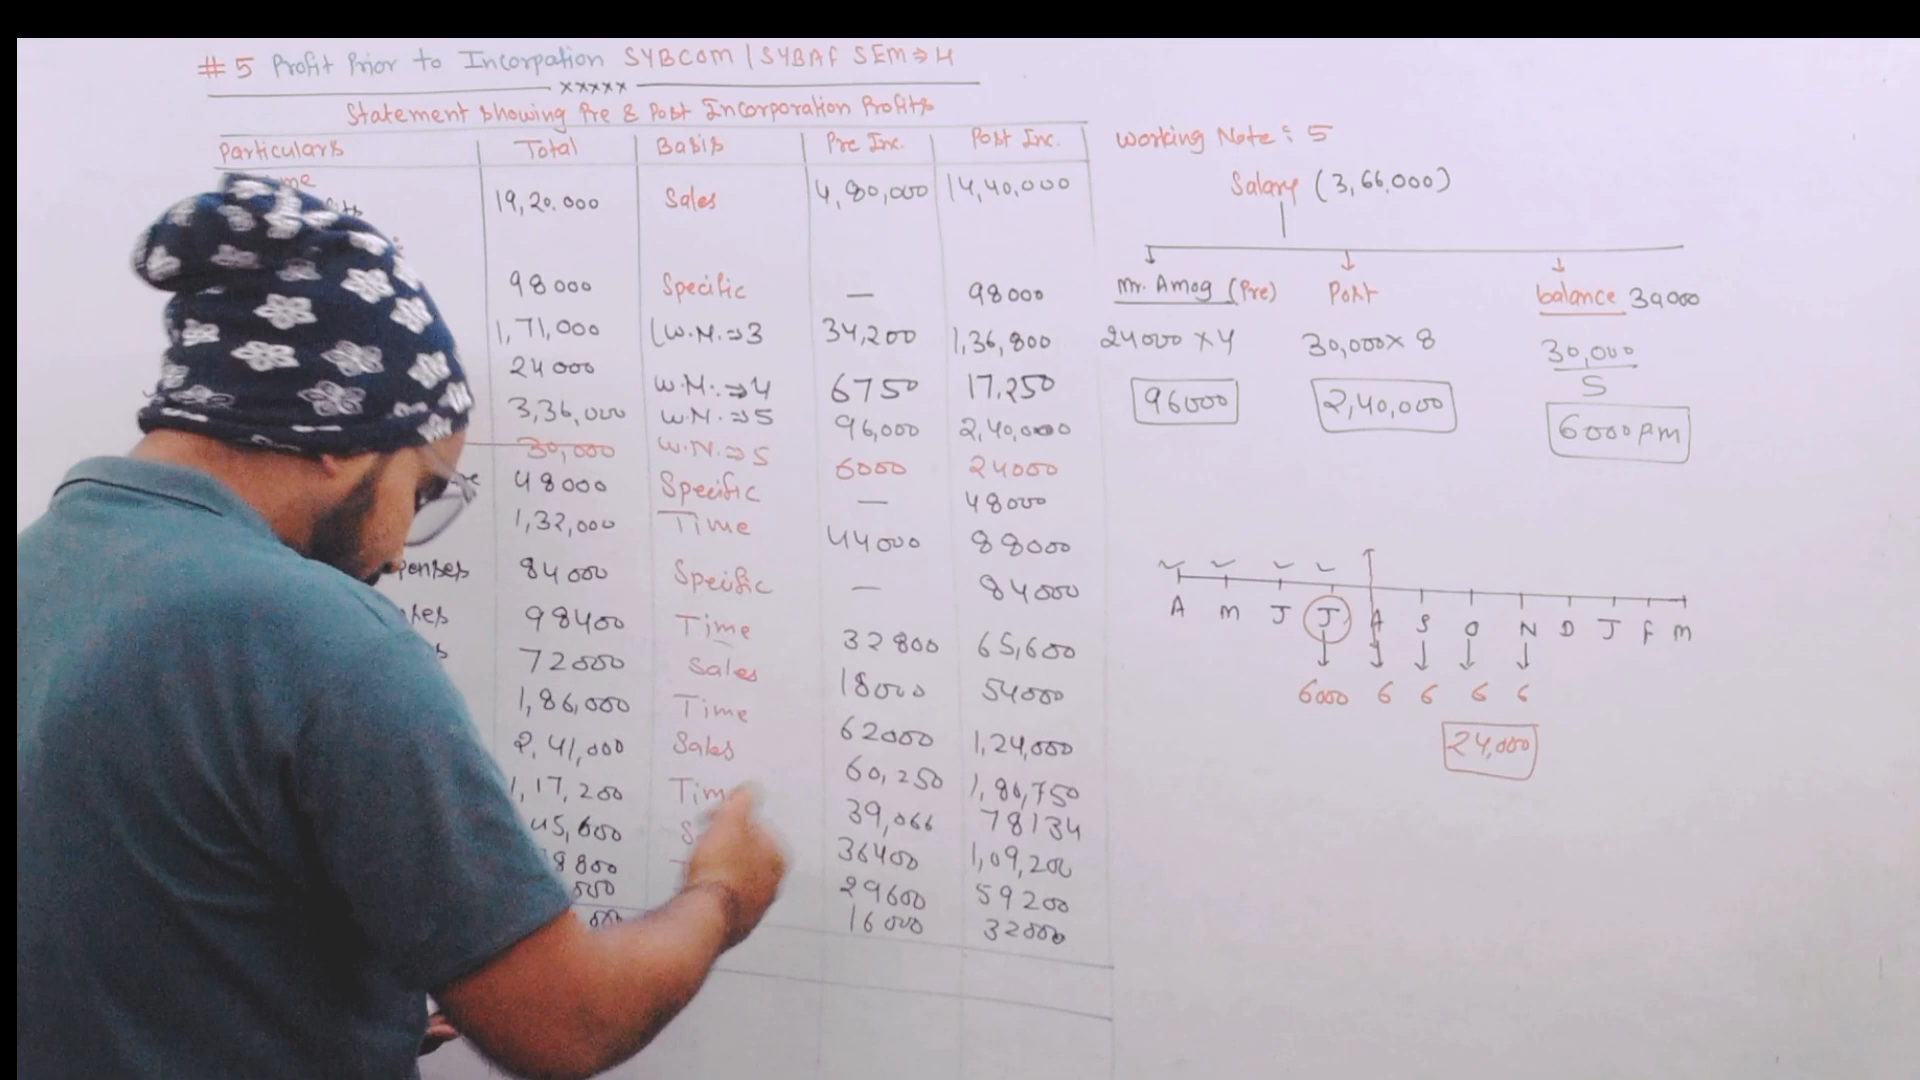 # 5 Profit Prior to Incorpation SYBCOM / SYBAF SEM ⇒ 4
xxxxx
Statement showing Pre & Post Incorporation Profits
Particulars Total Basis Pre Inc. Post Inc.
19,20,000 Sales 4,80,000 14,40,000
98000 Specific — 98000
1,71,000 (W.N. ⇒ 3 34,200 1,36,800
24000 W.N. ⇒ 4 6750 17,250
3,36,000 W.N. ⇒ 5 96,000 2,40,000
30,000 W.N. ⇒ 5 6000 24000
48000 Specific — 48000
1,32,000 Time 44000 88000
84000 Speific — 84000
98400 Time 32800 65,600
72000 Sales 18000 54000
1,86,000 Time 62000 1,24,000
2,41,000 Sales 60,250 1,80,750
1,17,200 Time 39,066 78134
45,600 36400 1,09,200
8800 29600 59200
16000 32000
Working Note: 5
Salary (3,66,000)
Mr. Amog (Pre) Post balance 30000
24000 x 4 30,000 x 8 30,000
5
96000 2,40,000 6000 pm
A M J J A S O N D J F M
6000 6 6 6 6
24,000